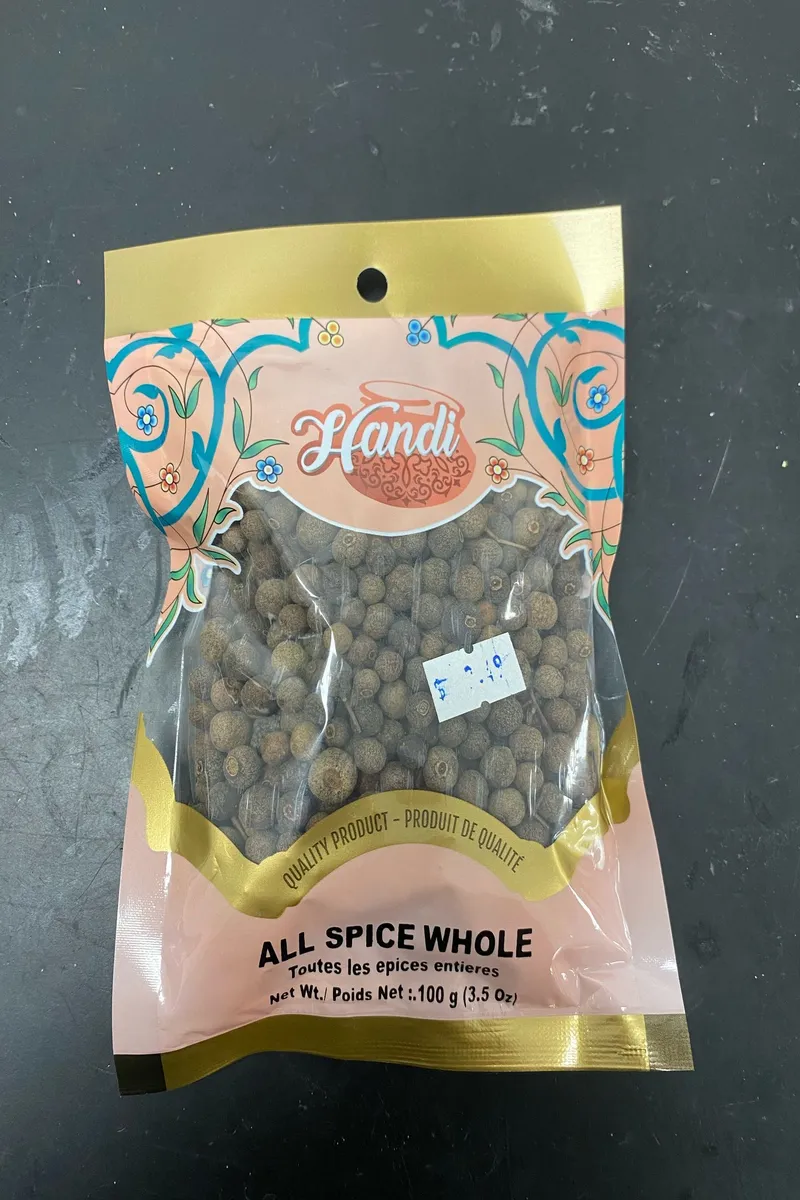 Handi
QUALITY PRODUCT - PRODUIT DE QUALITÉ
ALL SPICE WHOLE
Toutes les epices entieres
Net Wt./ Poids Net :.100 g (3.5 Oz)